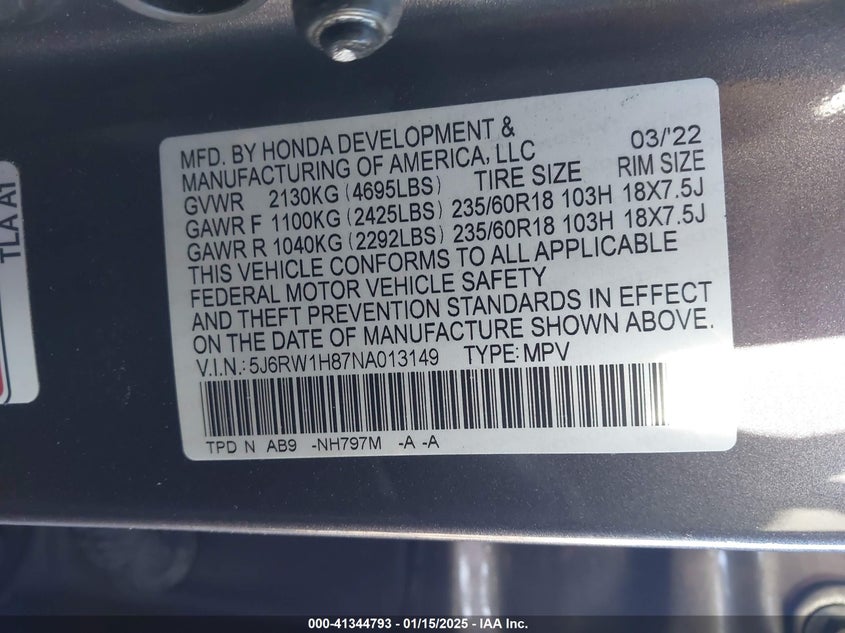 MFD. BY HONDA DEVELOPMENT & 03/'22
MANUFACTURING OF AMERICA, LLC
GVWR 2130KG (4695LBS) TIRE SIZE RIM SIZE
GAWR F 1100KG (2425LBS) 235/60R18 103H 18X7.5J
GAWR R 1040KG (2292LBS) 235/60R18 103H 18X7.5J
THIS VEHICLE CONFORMS TO ALL APPLICABLE
FEDERAL MOTOR VEHICLE SAFETY
AND THEFT PREVENTION STANDARDS IN EFFECT
ON THE DATE OF MANUFACTURE SHOWN ABOVE.
V.I.N.: 5J6RW1H87NA013149 TYPE: MPV
TPD N AB9 -NH797M -A -A
TLA A1
000-41344793 - 01/15/2025 - IAA Inc.